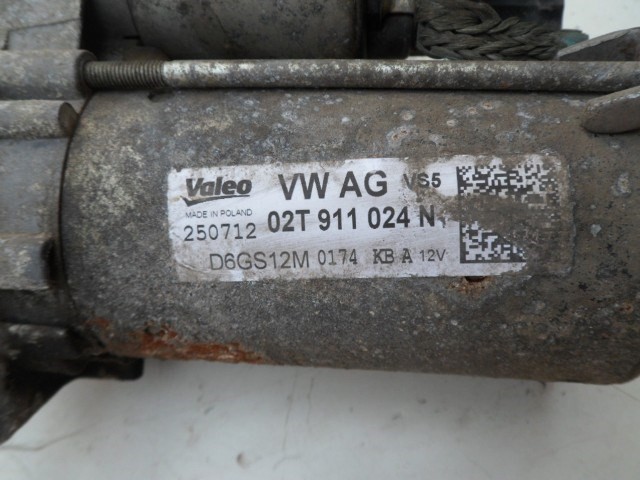 Valeo VW AG VS5
MADE IN POLAND
250712 02T 911 024 N
D6GS12M 0174 KB A 12V